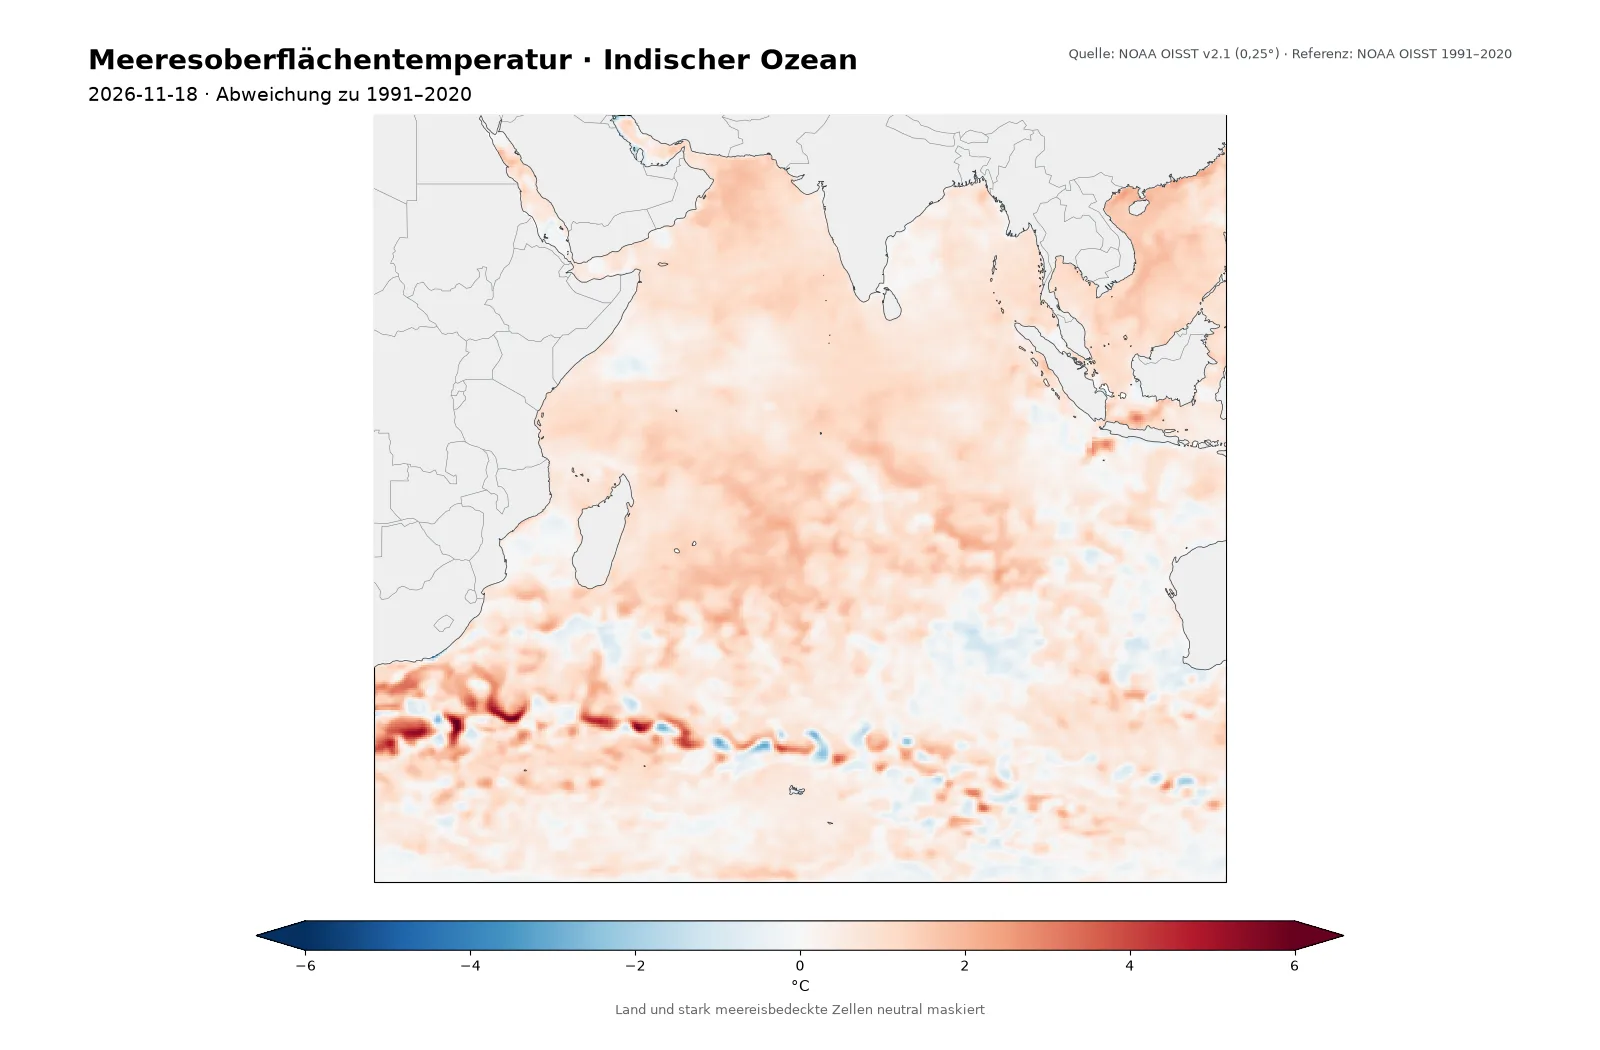 Meeresoberflächentemperatur · Indischer Ozean
Quelle: NOAA OISST v2.1 (0,25°) · Referenz: NOAA OISST 1991–2020
2026-11-18 · Abweichung zu 1991–2020
−6 −4 −2 0 2 4 6
°C
Land und stark meereisbedeckte Zellen neutral maskiert